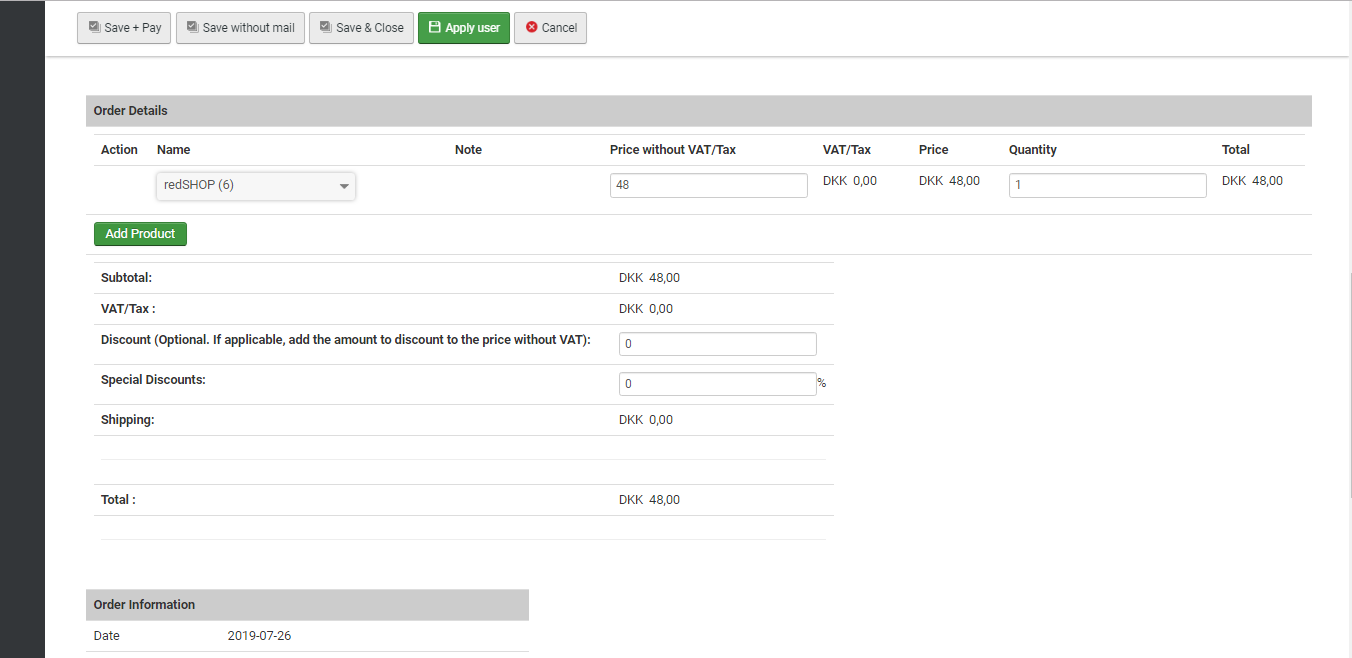 Save + Pay Save without mail Save & Close Apply user Cancel
Order Details
Action Name Note Price without VAT/Tax VAT/Tax Price Quantity Total
redSHOP (6) 48 DKK 0,00 DKK 48,00 1 DKK 48,00
Add Product
Subtotal: DKK 48,00
VAT/Tax : DKK 0,00
Discount (Optional. If applicable, add the amount to discount to the price without VAT): 0
Special Discounts: 0 %
Shipping: DKK 0,00
Total : DKK 48,00
Order Information
Date 2019-07-26